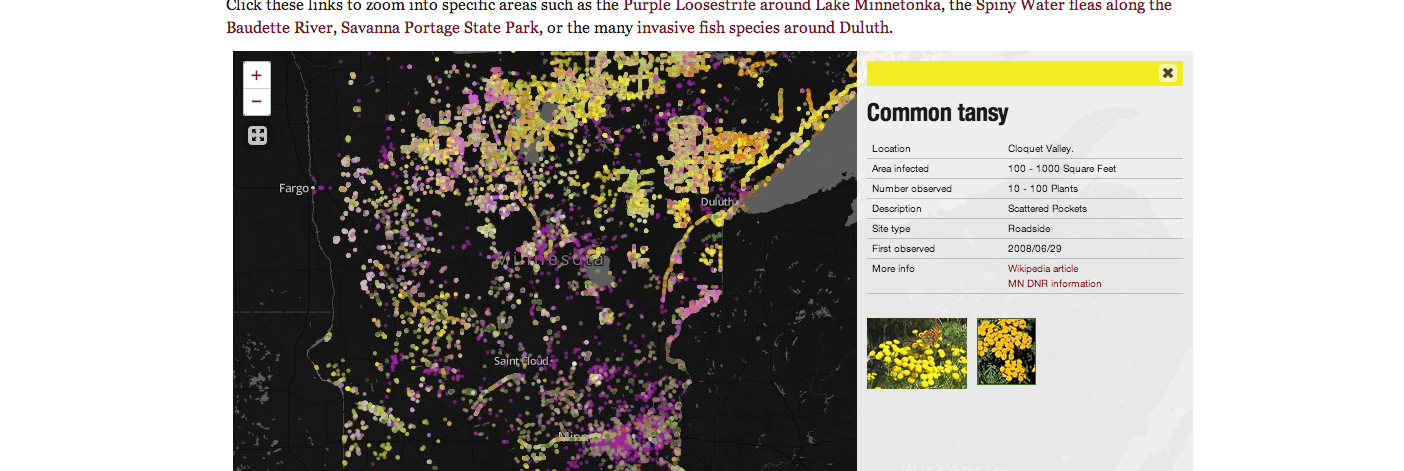 Click these links to zoom into specific areas such as the Purple Loosestrife around Lake Minnetonka, the Spiny Water fleas along the
Baudette River, Savanna Portage State Park, or the many invasive fish species around Duluth.
+
−
Fargo
Duluth
Minnesota
Saint Cloud
Common tansy
Location Cloquet Valley.
Area infected 100 - 1000 Square Feet
Number observed 10 - 100 Plants
Description Scattered Pockets
Site type Roadside
First observed 2008/06/29
More info Wikipedia article
MN DNR information
Wisconsin